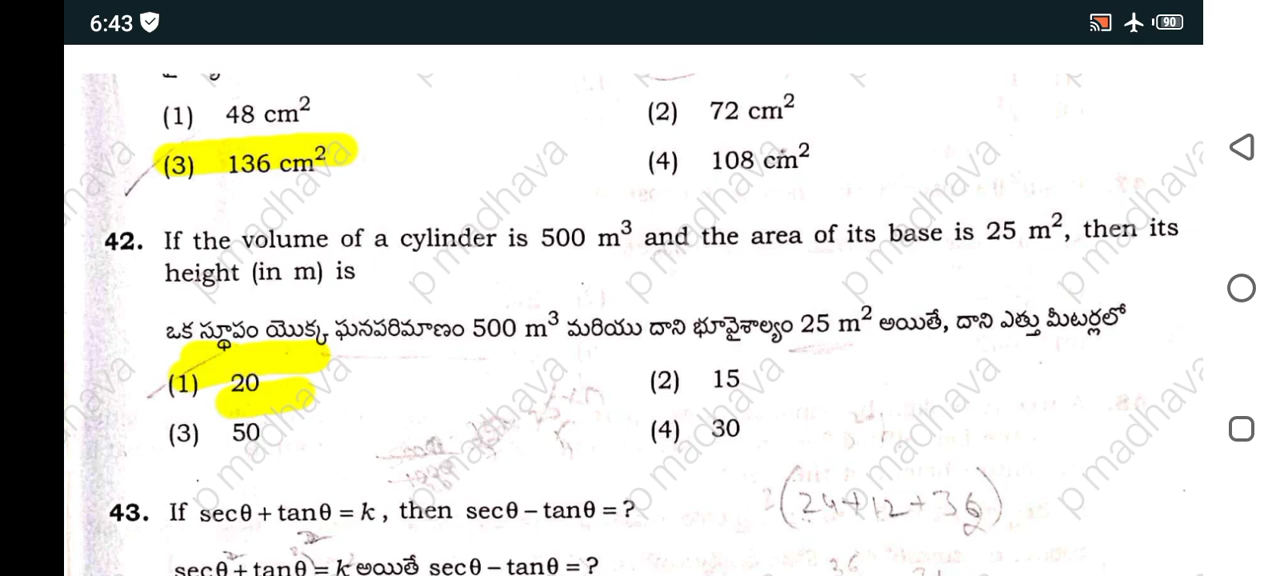 6:43
90
(1) 48 cm² (2) 72 cm²
(3) 136 cm² (4) 108 cm²
42. If the volume of a cylinder is 500 m³ and the area of its base is 25 m², then its
height (in m) is
ఒక స్థూపం యొక్క ఘనపరిమాణం 500 m³ మరియు దాని భూవైశాల్యం 25 m² అయితే, దాని ఎత్తు మీటర్లలో
(1) 20 (2) 15
(3) 50 (4) 30
43. If secθ + tanθ = k, then secθ – tanθ = ?
secθ + tanθ = k అయితే secθ – tanθ = ?
p madhava